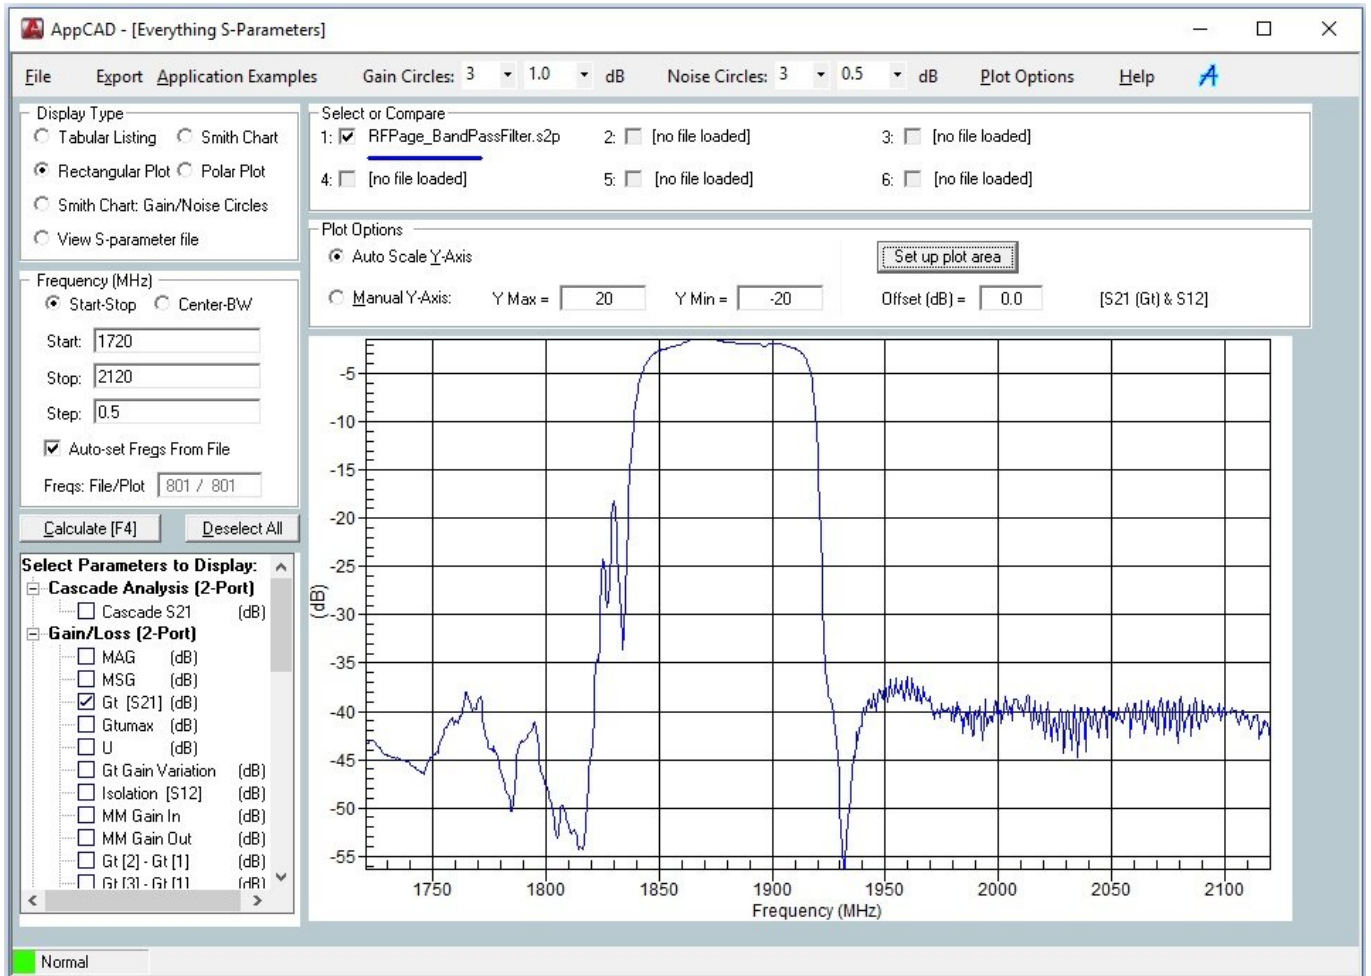 AppCAD - [Everything S-Parameters]
File Export Application Examples Gain Circles: 3 1.0 dB Noise Circles: 3 0.5 dB Plot Options Help A
Display Type
Tabular Listing Smith Chart
Rectangular Plot Polar Plot
Smith Chart: Gain/Noise Circles
View S-parameter file
Select or Compare
1: RFPage_BandPassFilter.s2p 2: [no file loaded] 3: [no file loaded]
4: [no file loaded] 5: [no file loaded] 6: [no file loaded]
Plot Options
Auto Scale Y-Axis Set up plot area
Manual Y-Axis: Y Max = 20 Y Min = -20 Offset (dB) = 0.0 [S21 (Gt) & S12]
Frequency (MHz)
Start-Stop Center-BW
Start: 1720
Stop: 2120
Step: 0.5
Auto-set Freqs From File
Freqs: File/Plot 801 / 801
Calculate [F4] Deselect All
Select Parameters to Display:
Cascade Analysis (2-Port)
Cascade S21 (dB)
Gain/Loss (2-Port)
MAG (dB)
MSG (dB)
Gt [S21] (dB)
Gtumax (dB)
U (dB)
Gt Gain Variation (dB)
Isolation [S12] (dB)
MM Gain In (dB)
MM Gain Out (dB)
Gt [2] - Gt [1] (dB)
Gt [3] - Gt [1] (dB)
-5
-10
-15
-20
-25
-30
-35
-40
-45
-50
-55
(dB)
1750 1800 1850 1900 1950 2000 2050 2100
Frequency (MHz)
Normal